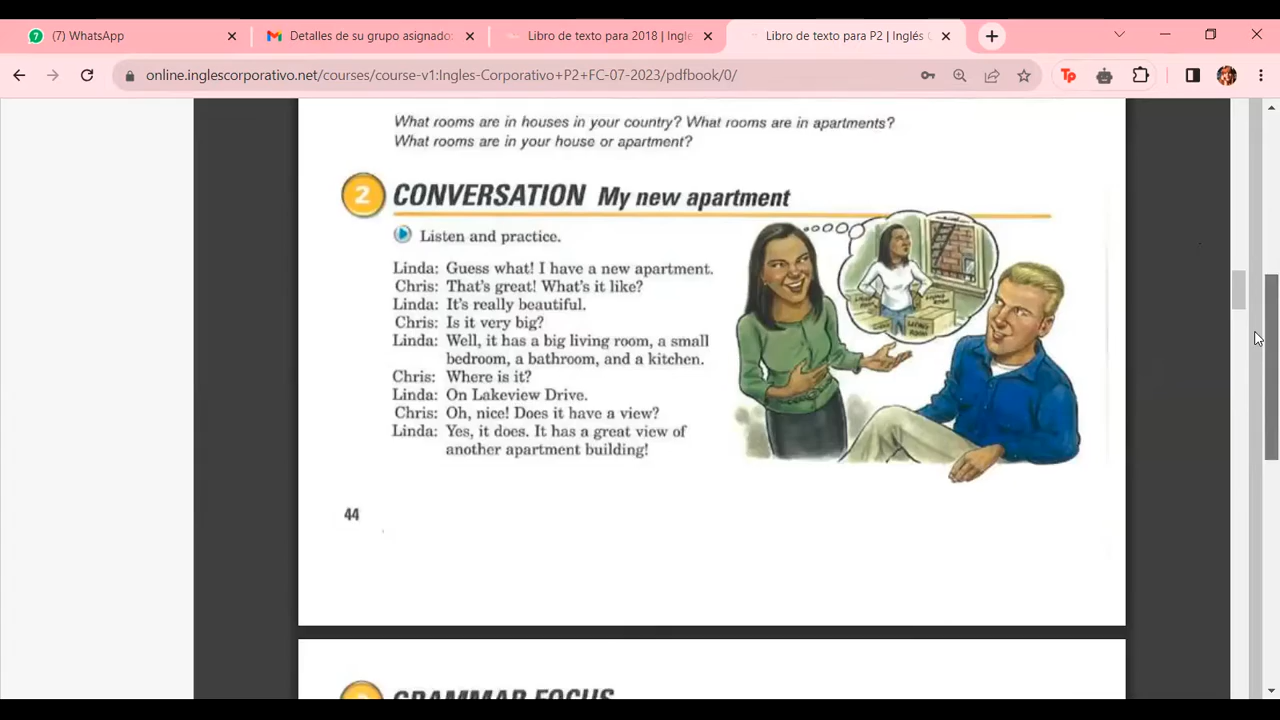 (7) WhatsApp
Detalles de su grupo asignado:
Libro de texto para 2018 | Ingle
Libro de texto para P2 | Inglés C
online.inglescorporativo.net/courses/course-v1:Ingles-Corporativo+P2+FC-07-2023/pdfbook/0/
What rooms are in houses in your country? What rooms are in apartments?
What rooms are in your house or apartment?
2 CONVERSATION My new apartment
Listen and practice.
Linda: Guess what! I have a new apartment.
Chris: That's great! What's it like?
Linda: It's really beautiful.
Chris: Is it very big?
Linda: Well, it has a big living room, a small
bedroom, a bathroom, and a kitchen.
Chris: Where is it?
Linda: On Lakeview Drive.
Chris: Oh, nice! Does it have a view?
Linda: Yes, it does. It has a great view of
another apartment building!
LIVING
ROOM
44
GRAMMAR FOCUS